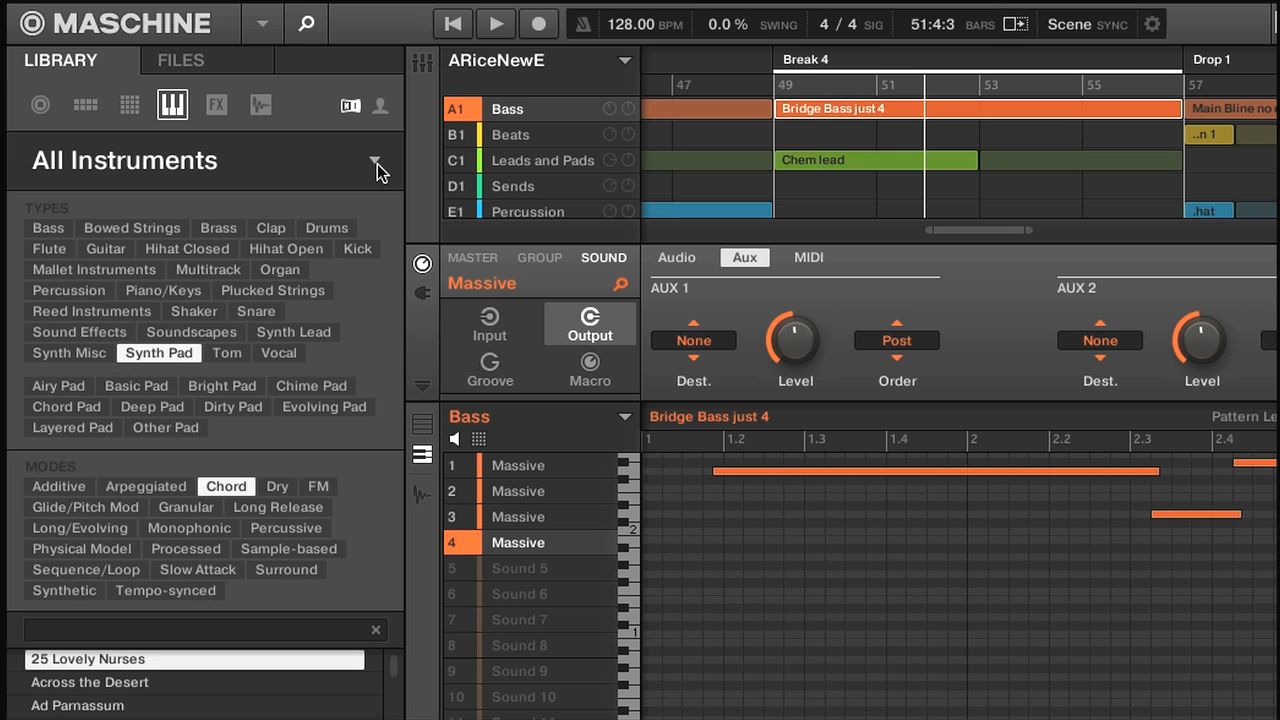 MASCHINE
128.00 BPM 0.0 % SWING 4 / 4 SIG 51:4:3 BARS Scene SYNC
LIBRARY FILES
All Instruments
TYPES
Bass Bowed Strings Brass Clap Drums
Flute Guitar Hihat Closed Hihat Open Kick
Mallet Instruments Multitrack Organ
Percussion Piano/Keys Plucked Strings
Reed Instruments Shaker Snare
Sound Effects Soundscapes Synth Lead
Synth Misc Synth Pad Tom Vocal
Airy Pad Basic Pad Bright Pad Chime Pad
Chord Pad Deep Pad Dirty Pad Evolving Pad
Layered Pad Other Pad
MODES
Additive Arpeggiated Chord Dry FM
Glide/Pitch Mod Granular Long Release
Long/Evolving Monophonic Percussive
Physical Model Processed Sample-based
Sequence/Loop Slow Attack Surround
Synthetic Tempo-synced
25 Lovely Nurses
Across the Desert
Ad Parnassum
ARiceNewE Break 4 Drop 1
47 49 51 53 55 57
A1 Bass Bridge Bass just 4 Main Bline no
B1 Beats ..n 1
C1 Leads and Pads Chem lead
D1 Sends
E1 Percussion .hat
MASTER GROUP SOUND
Massive
Input Output
Groove Macro
Audio Aux MIDI
AUX 1 AUX 2
None Post None
Dest. Level Order Dest. Level
Bass Bridge Bass just 4 Pattern Le
1 1.2 1.3 1.4 2 2.2 2.3 2.4
1 Massive
2 Massive
3 Massive 2
4 Massive
5 Sound 5
6 Sound 6
7 Sound 7 1
8 Sound 8
9 Sound 9
10 Sound 10